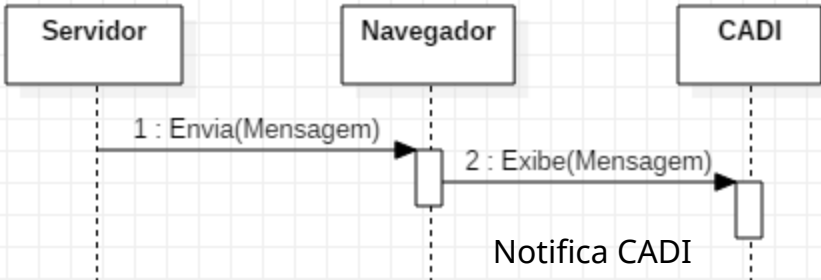 Servidor
Navegador
CADI
1 : Envia(Mensagem)
2 : Exibe(Mensagem)
Notifica CADI